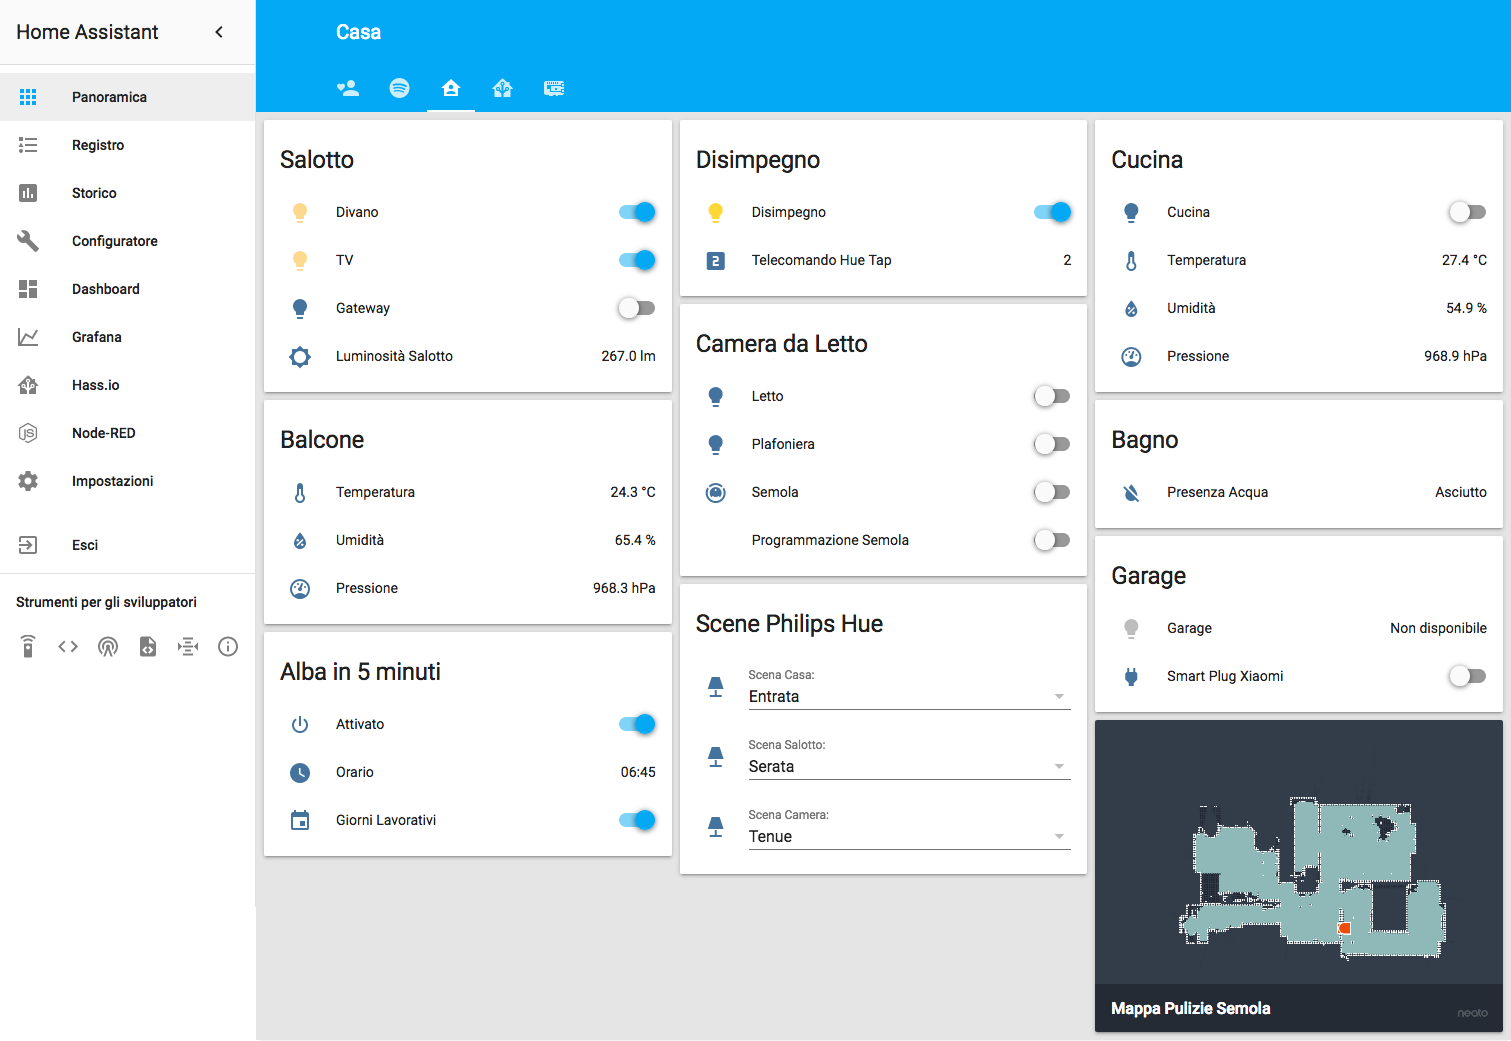 Home Assistant
Panoramica
Registro
Storico
Configuratore
Dashboard
Grafana
Hass.io
Node-RED
Impostazioni
Esci
Strumenti per gli sviluppatori
Casa
Salotto
Divano
TV
Gateway
Luminosità Salotto 267.0 lm
Balcone
Temperatura 24.3 °C
Umidità 65.4 %
Pressione 968.3 hPa
Alba in 5 minuti
Attivato
Orario 06:45
Giorni Lavorativi
Disimpegno
Disimpegno
2 Telecomando Hue Tap 2
Camera da Letto
Letto
Plafoniera
Semola
Programmazione Semola
Scene Philips Hue
Scena Casa:
Entrata
Scena Salotto:
Serata
Scena Camera:
Tenue
Cucina
Cucina
Temperatura 27.4 °C
Umidità 54.9 %
Pressione 968.9 hPa
Bagno
Presenza Acqua Asciutto
Garage
Garage Non disponibile
Smart Plug Xiaomi
Mappa Pulizie Semola
neato